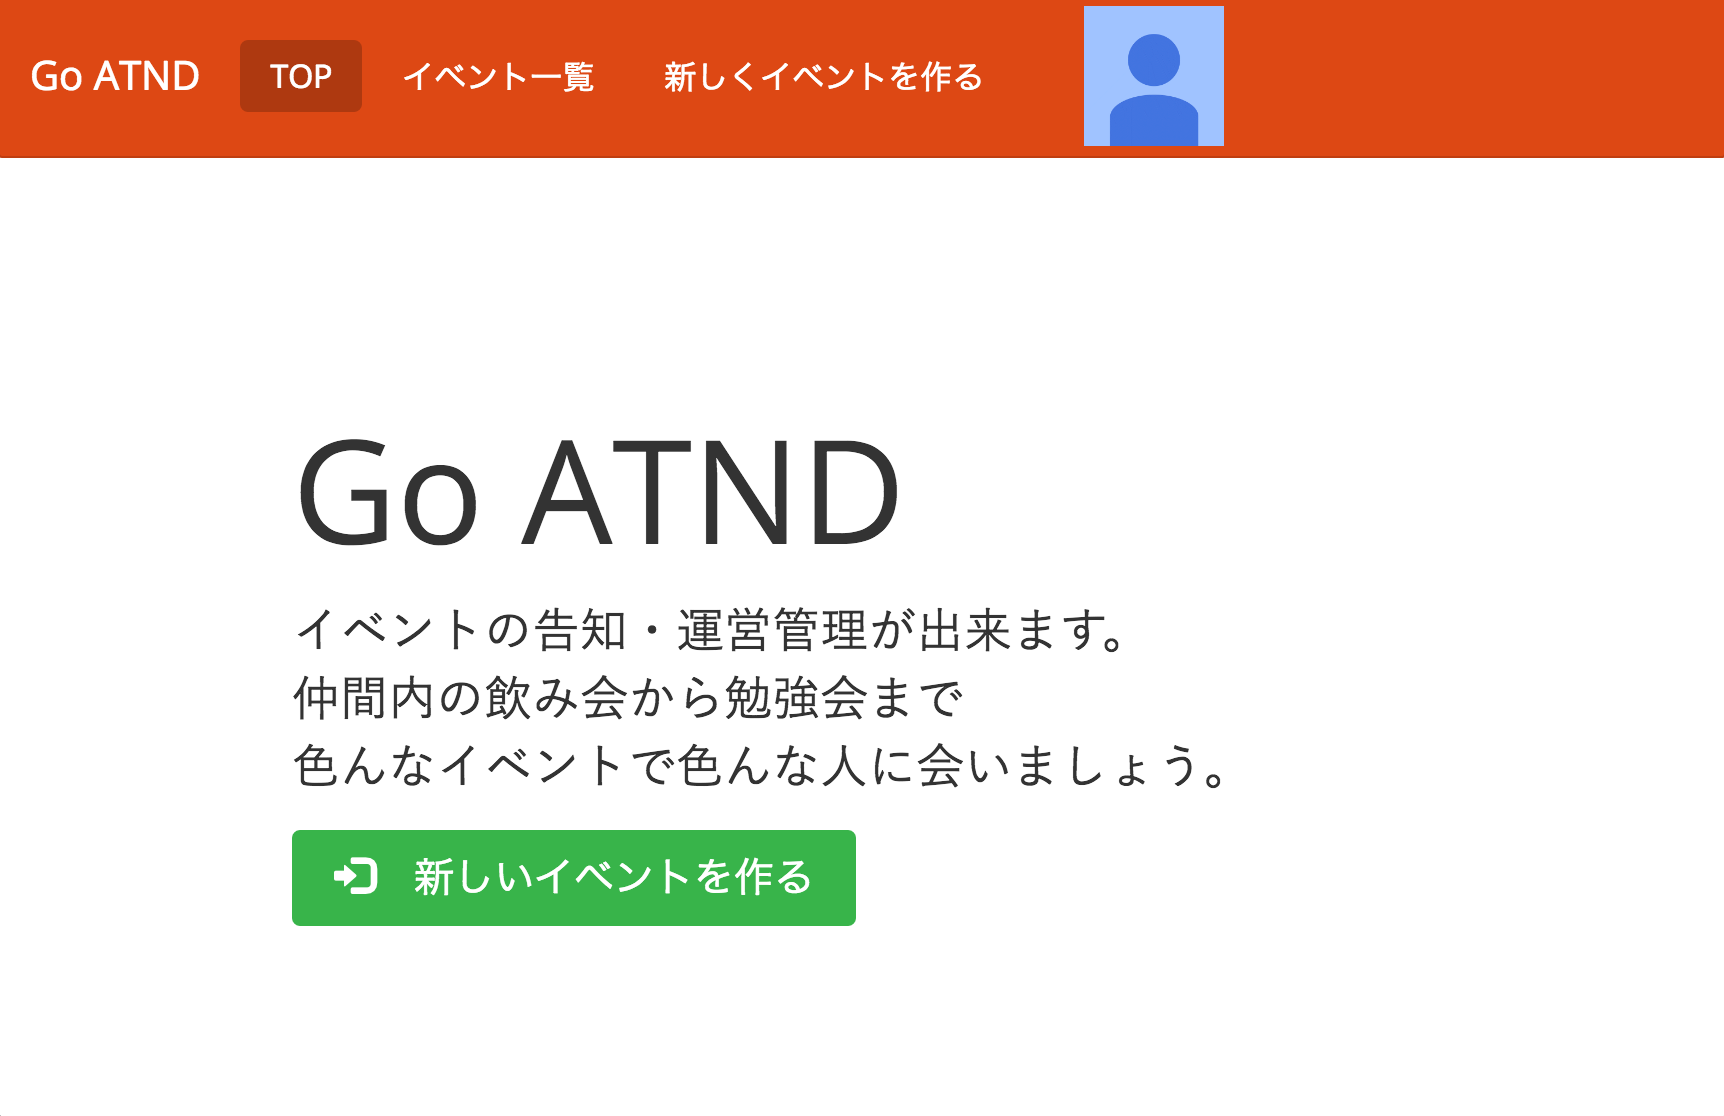 Go ATND TOP イベント一覧 新しくイベントを作る
Go ATND
イベントの告知・運営管理が出来ます。
仲間内の飲み会から勉強会まで
色んなイベントで色んな人に会いましょう。
新しいイベントを作る